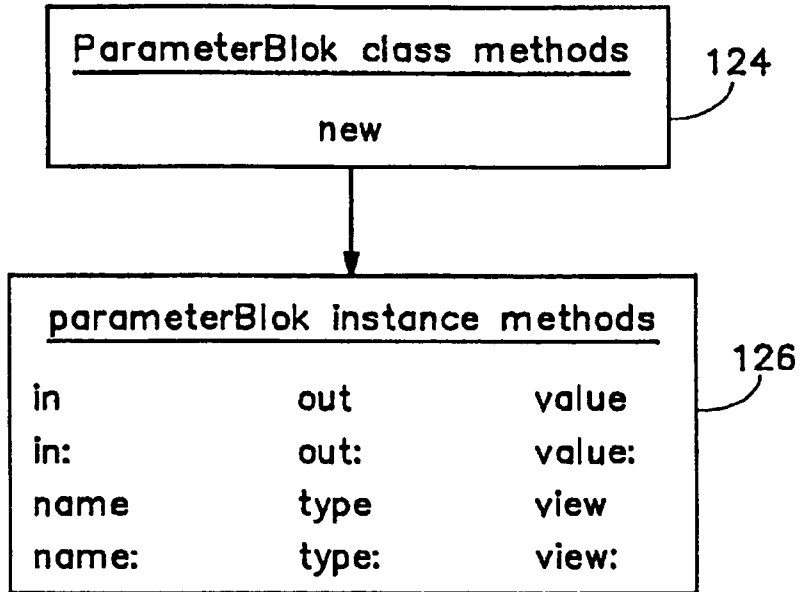 ParameterBlok class methods
124
new
parameterBlok instance methods
126
in out value
in: out: value:
name type view
name: type: view: